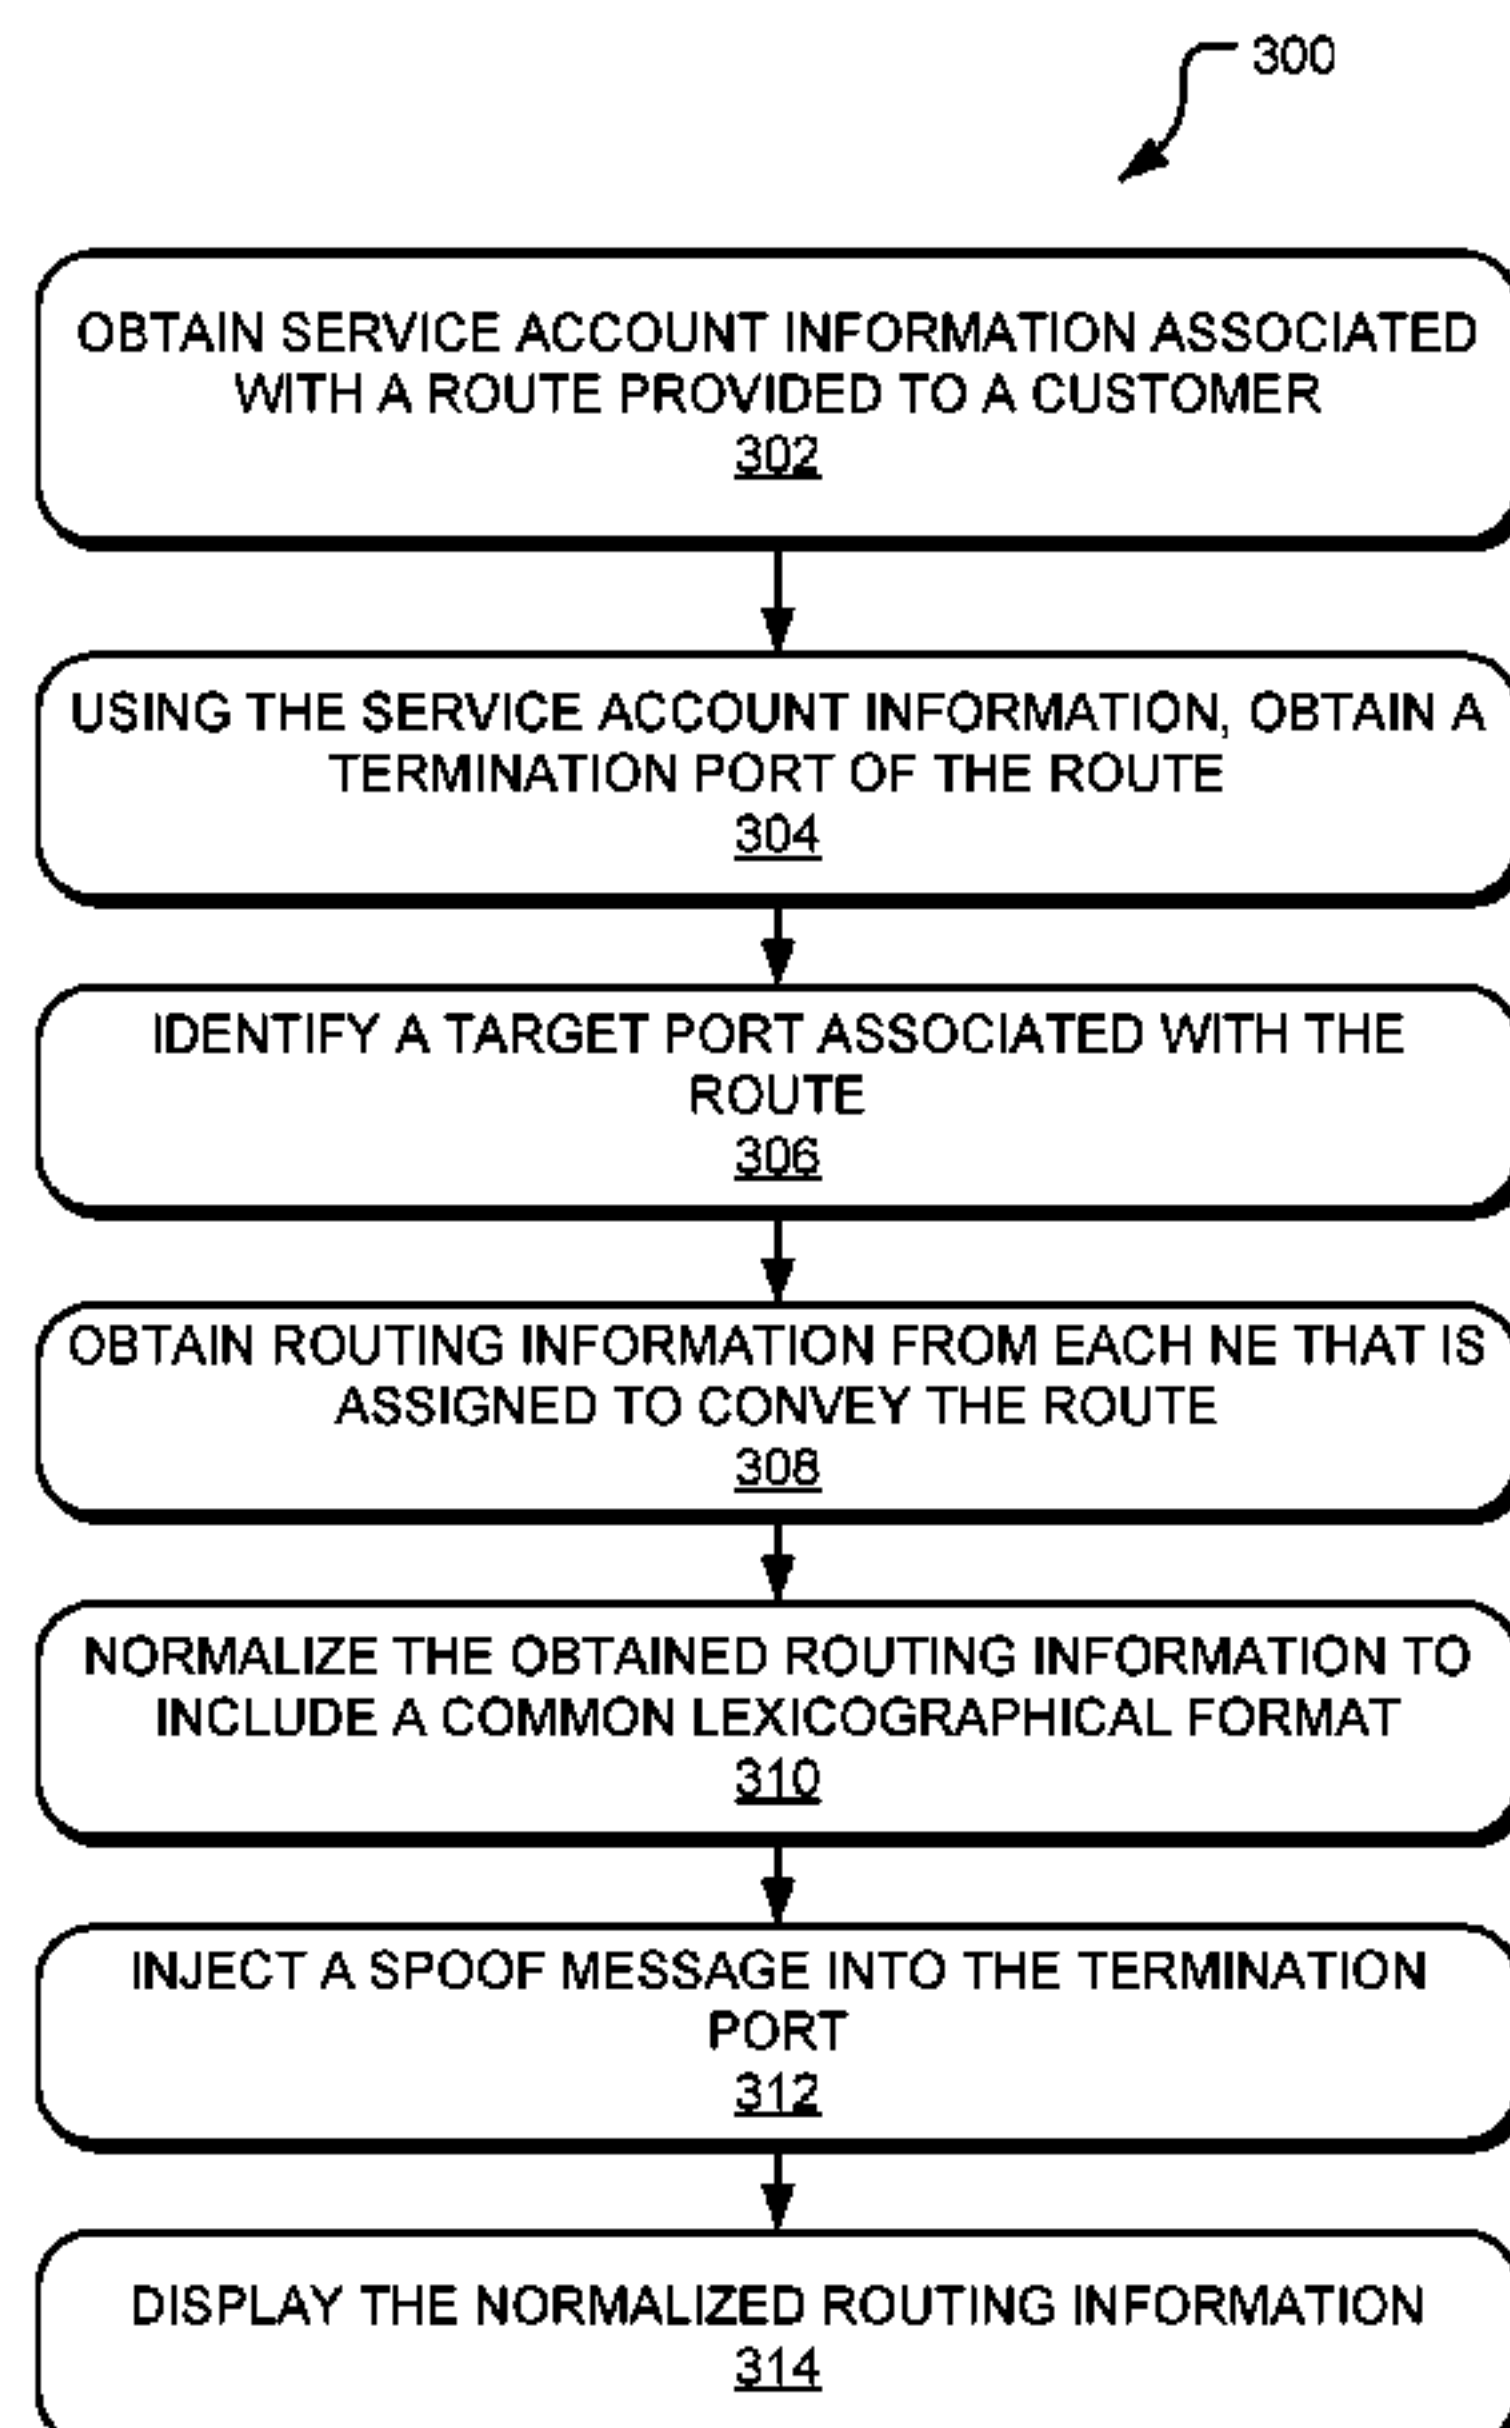 300
OBTAIN SERVICE ACCOUNT INFORMATION ASSOCIATED
WITH A ROUTE PROVIDED TO A CUSTOMER
302
USING THE SERVICE ACCOUNT INFORMATION, OBTAIN A
TERMINATION PORT OF THE ROUTE
304
IDENTIFY A TARGET PORT ASSOCIATED WITH THE
ROUTE
306
OBTAIN ROUTING INFORMATION FROM EACH NE THAT IS
ASSIGNED TO CONVEY THE ROUTE
308
NORMALIZE THE OBTAINED ROUTING INFORMATION TO
INCLUDE A COMMON LEXICOGRAPHICAL FORMAT
310
INJECT A SPOOF MESSAGE INTO THE TERMINATION
PORT
312
DISPLAY THE NORMALIZED ROUTING INFORMATION
314